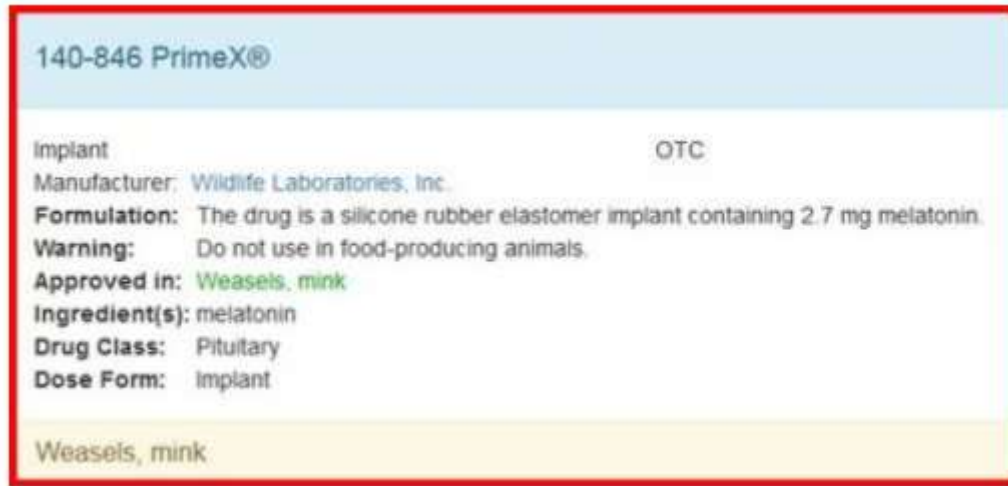 140-846 PrimeX®
Implant OTC
Manufacturer: Wildlife Laboratories, Inc.
Formulation: The drug is a silicone rubber elastomer implant containing 2.7 mg melatonin.
Warning: Do not use in food-producing animals.
Approved in: Weasels, mink
Ingredient(s): melatonin
Drug Class: Pituitary
Dose Form: Implant
Weasels, mink